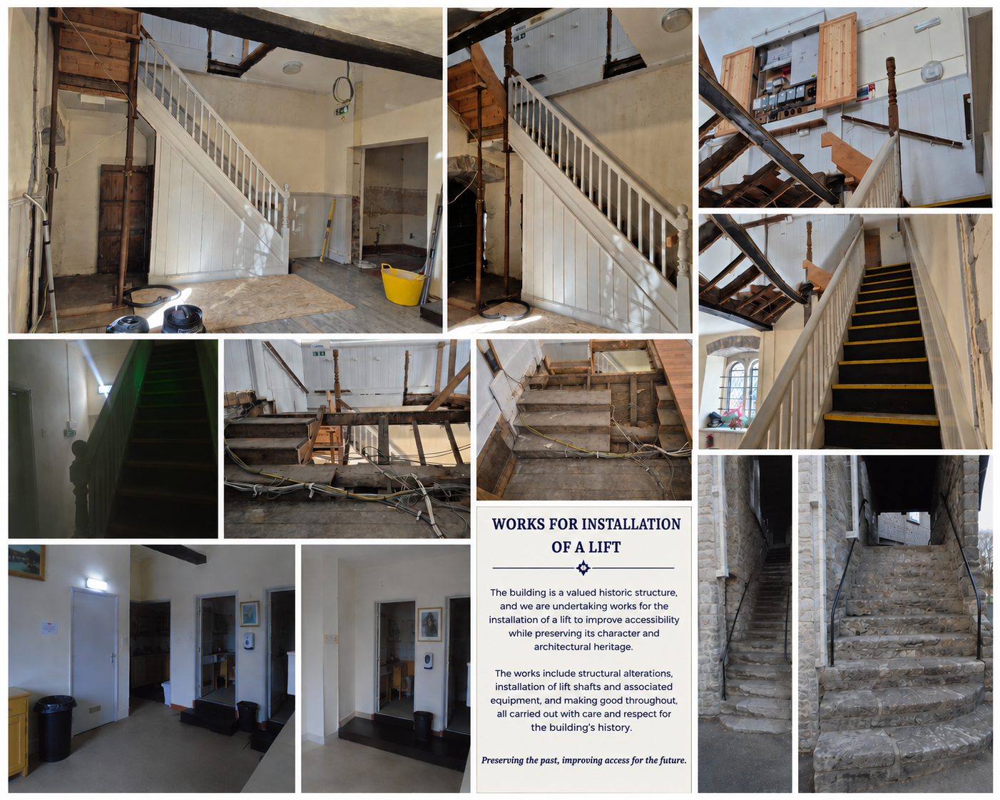 WORKS FOR INSTALLATION
OF A LIFT
The building is a valued historic structure,
and we are undertaking works for the
installation of a lift to improve accessibility
while preserving its character and
architectural heritage.
The works include structural alterations,
installation of lift shafts and associated
equipment, and making good throughout,
all carried out with care and respect for
the building's history.
Preserving the past, improving access for the future.